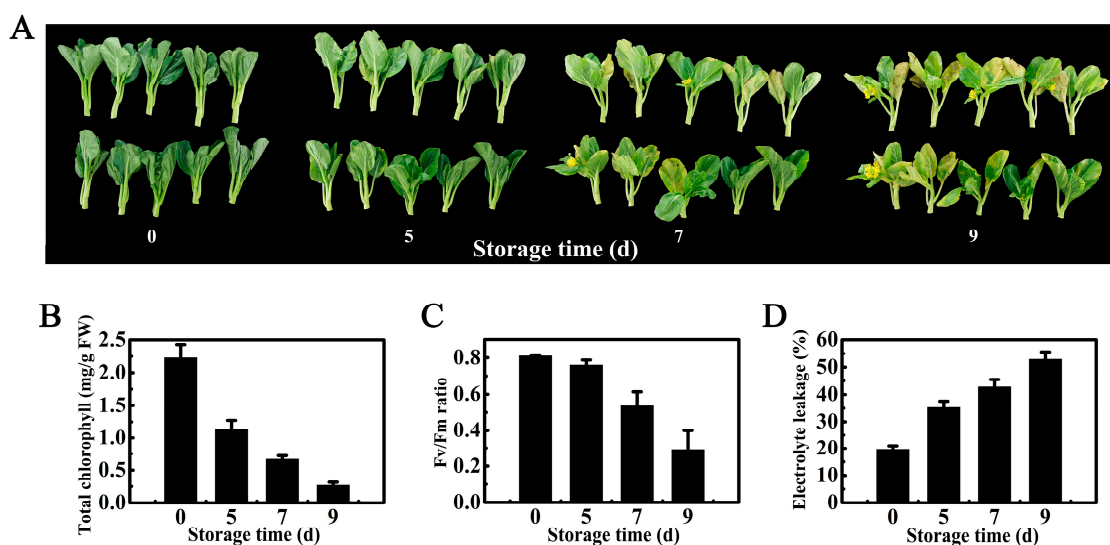 A
0 5 7 9
Storage time (d)
B
Total chlorophyll (mg/g FW)
2.5
2.0
1.5
1.0
0.5
0.0
0 5 7 9
Storage time (d)
C
Fv/Fm ratio
0.8
0.6
0.4
0.2
0.0
0 5 7 9
Storage time (d)
D
Electrolyte leakage (%)
60
50
40
30
20
10
0
0 5 7 9
Storage time (d)